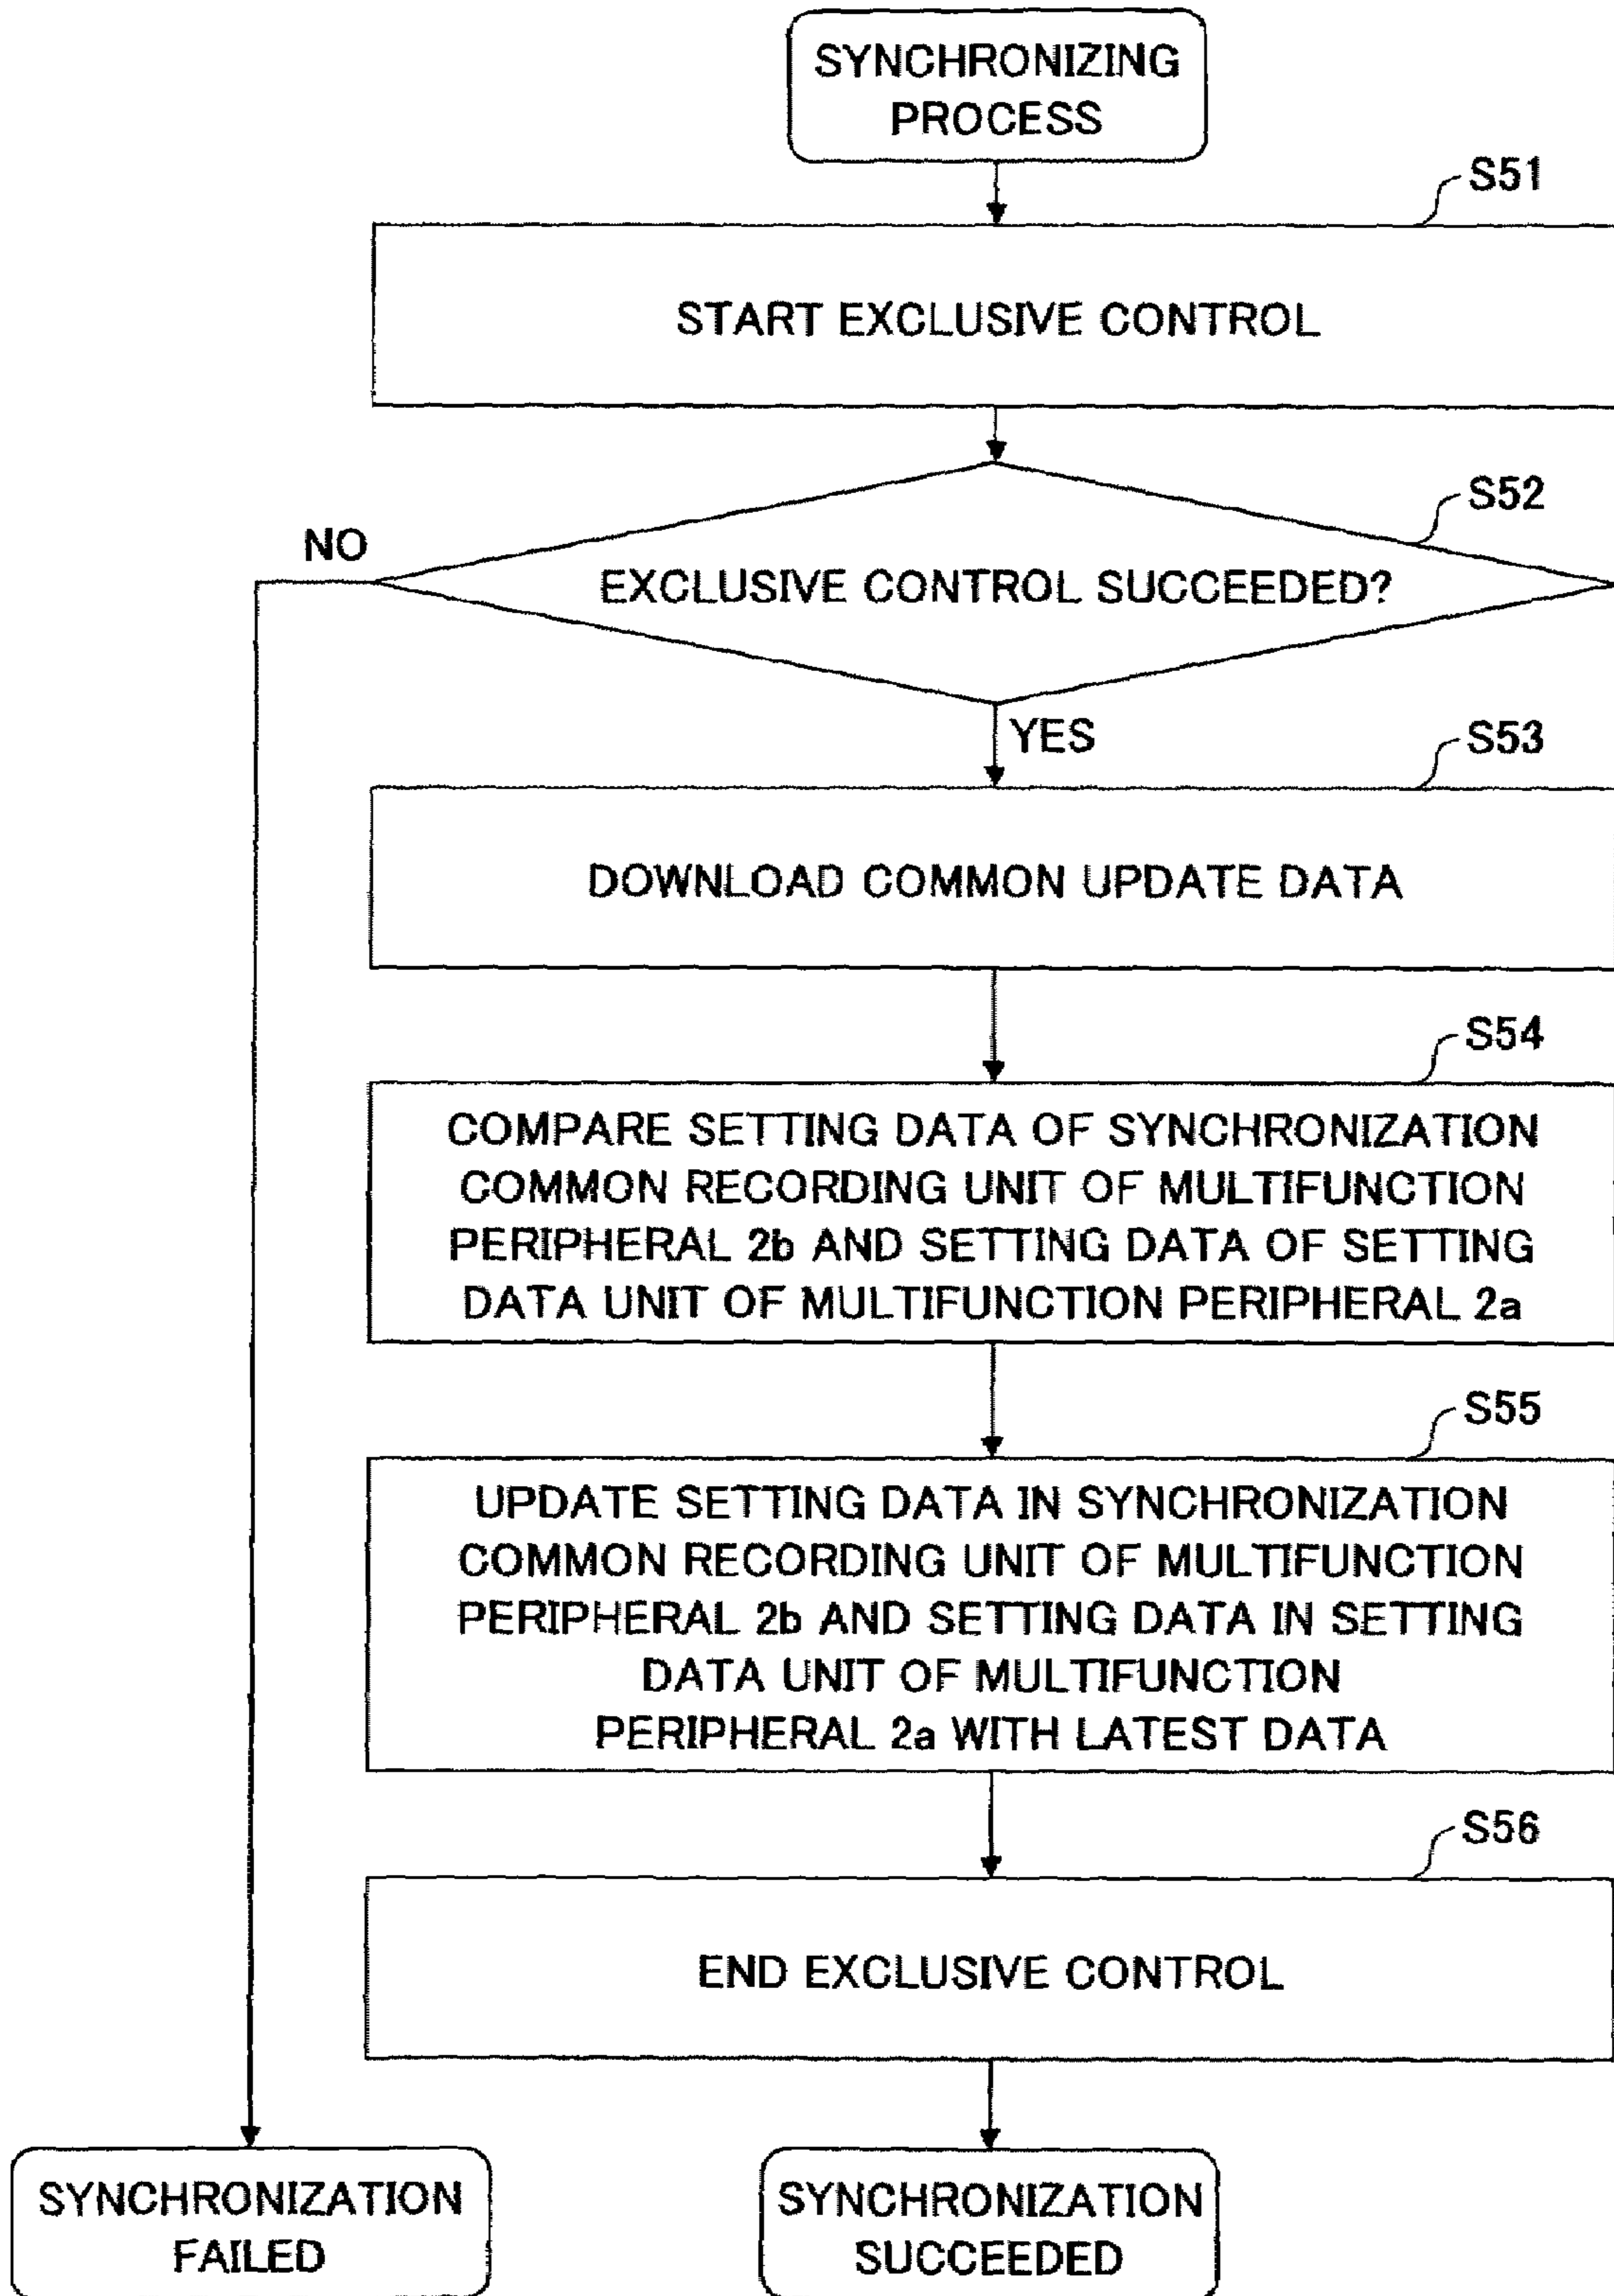 SYNCHRONIZING
PROCESS
S51
START EXCLUSIVE CONTROL
S52
NO
EXCLUSIVE CONTROL SUCCEEDED?
YES
S53
DOWNLOAD COMMON UPDATE DATA
S54
COMPARE SETTING DATA OF SYNCHRONIZATION
COMMON RECORDING UNIT OF MULTIFUNCTION
PERIPHERAL 2b AND SETTING DATA OF SETTING
DATA UNIT OF MULTIFUNCTION PERIPHERAL 2a
S55
UPDATE SETTING DATA IN SYNCHRONIZATION
COMMON RECORDING UNIT OF MULTIFUNCTION
PERIPHERAL 2b AND SETTING DATA IN SETTING
DATA UNIT OF MULTIFUNCTION
PERIPHERAL 2a WITH LATEST DATA
S56
END EXCLUSIVE CONTROL
SYNCHRONIZATION
FAILED
SYNCHRONIZATION
SUCCEEDED